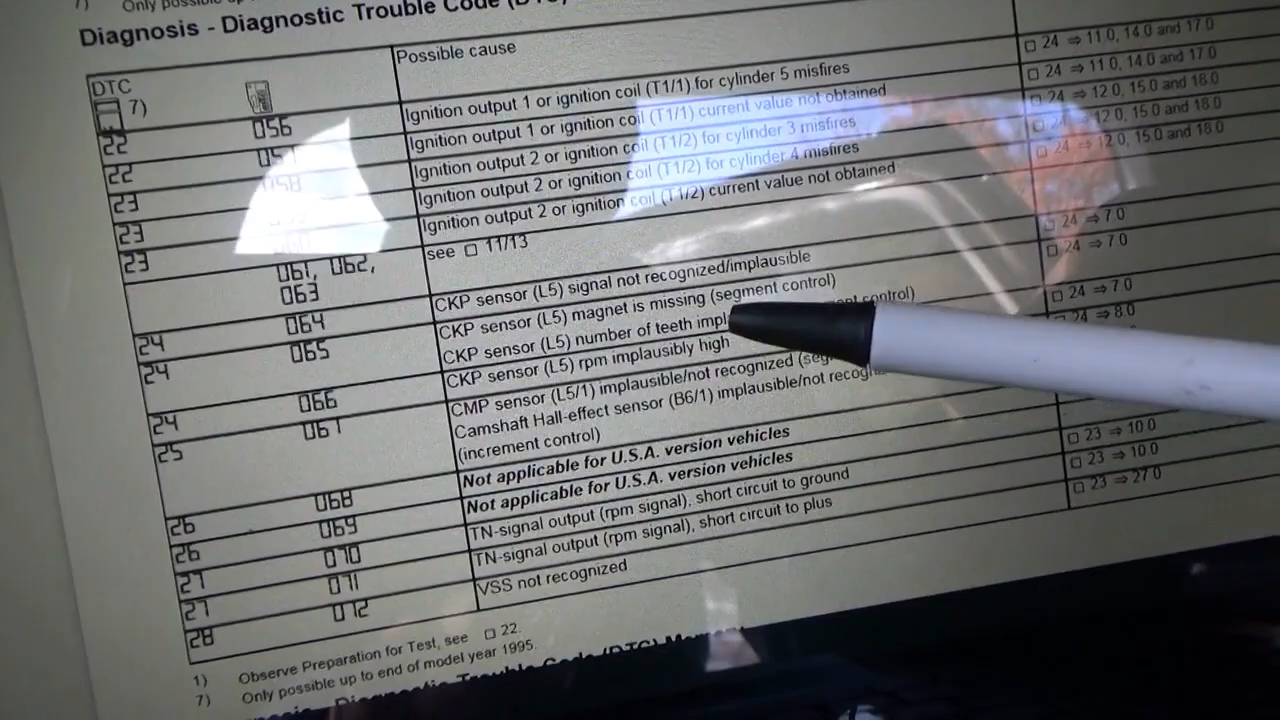 7) Only possible up
Diagnosis - Diagnostic Trouble Code (DTC)
DTC Possible cause
7)
22 056 Ignition output 1 or ignition coil (T1/1) for cylinder 5 misfires □ 24 ⇒ 11.0, 14.0 and 17.0
22 057 Ignition output 1 or ignition coil (T1/1) current value not obtained □ 24 ⇒ 11.0, 14.0 and 17.0
23 058 Ignition output 2 or ignition coil (T1/2) for cylinder 3 misfires □ 24 ⇒ 12.0, 15.0 and 18.0
23 Ignition output 2 or ignition coil (T1/2) for cylinder 4 misfires □ 24 ⇒ 12.0, 15.0 and 18.0
23 Ignition output 2 or ignition coil (T1/2) current value not obtained □ 24 ⇒ 12.0, 15.0 and 18.0
061, 062, see □ 11/13
063
24 064 CKP sensor (L5) signal not recognized/implausible □ 24 ⇒ 7.0
24 065 CKP sensor (L5) magnet is missing (segment control) □ 24 ⇒ 7.0
CKP sensor (L5) number of teeth control)
24 066 CKP sensor (L5) rpm implausibly high □ 24 ⇒ 7.0
25 067 CMP sensor (L5/1) implausible/not recognized 24 ⇒ 8.0
Camshaft Hall-effect sensor (B6/1) implausible/not
(increment control)
26 068 Not applicable for U.S.A. version vehicles
26 069 Not applicable for U.S.A. version vehicles
27 070 TN-signal output (rpm signal), short circuit to ground □ 23 ⇒ 10.0
27 071 TN-signal output (rpm signal), short circuit to plus □ 23 ⇒ 10.0
28 072 VSS not recognized □ 23 ⇒ 27.0
1) Observe Preparation for Test, see □ 22.
7) Only possible up to end of model year 1995.
Diagnostic Trouble Code (DTC) Memory